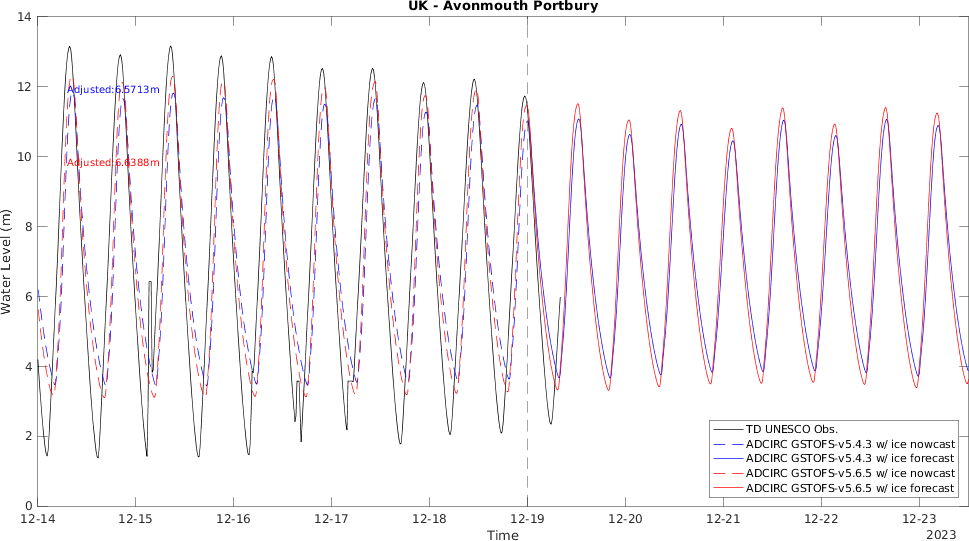 UK - Avonmouth Portbury
14
12
10
8
6
4
2
0
Water Level (m)
Adjusted:6.5713m
Adjusted:6.6388m
TD UNESCO Obs.
ADCIRC GSTOFS-v5.4.3 w/ ice nowcast
ADCIRC GSTOFS-v5.4.3 w/ ice forecast
ADCIRC GSTOFS-v5.6.5 w/ ice nowcast
ADCIRC GSTOFS-v5.6.5 w/ ice forecast
12-14 12-15 12-16 12-17 12-18 12-19 12-20 12-21 12-22 12-23
Time
2023